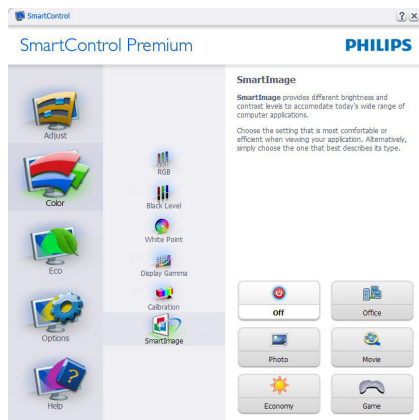 SmartControl
SmartControl Premium
PHILIPS
Adjust
Color
Eco
Options
Help
RGB
Black Level
White Point
Display Gamma
Calibration
SmartImage
SmartImage
SmartImage provides different brightness and
contrast levels to accomodate today's wide range of
computer applications.
Choose the setting that is most comfortable or
efficient when viewing your application. Alternatively,
simply choose the one that best describes its type.
Off
Office
Photo
Movie
Economy
Game